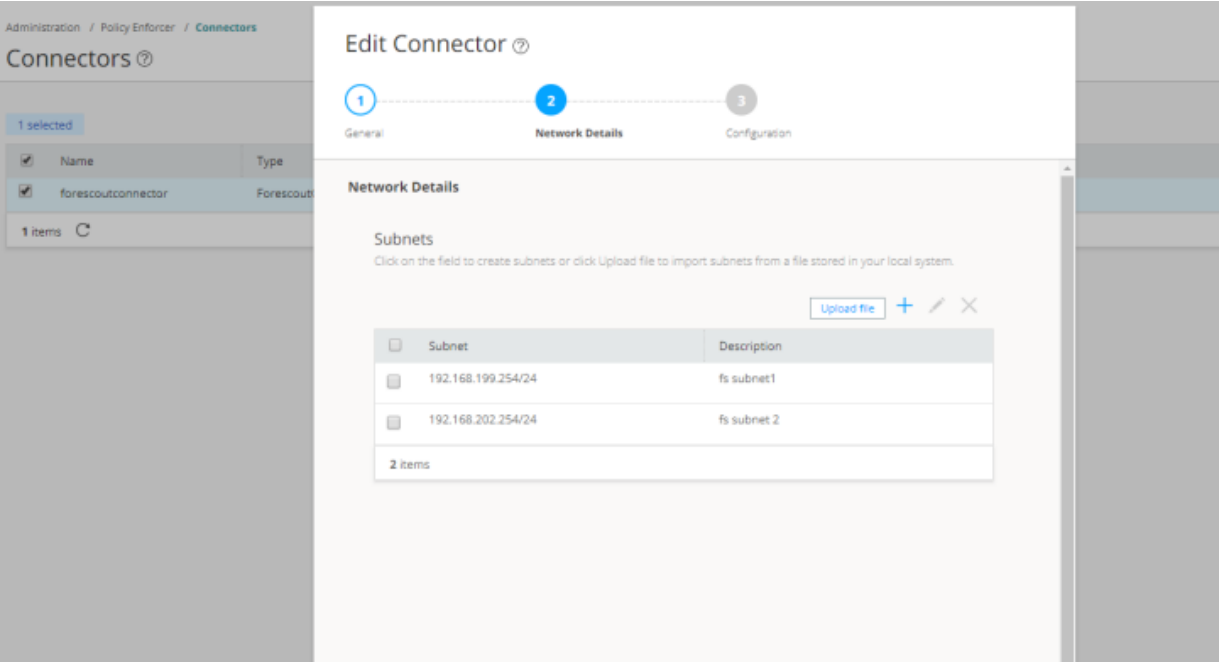 Administration / Policy Enforcer / Connectors
Connectors
1 selected
Name Type
forescoutconnector Forescout
1 items
Edit Connector
1 2 3
General Network Details Configuration
Network Details
Subnets
Click on the field to create subnets or click Upload file to import subnets from a file stored in your local system.
Upload file
Subnet Description
192.168.199.254/24 fs subnet1
192.168.202.254/24 fs subnet 2
2 items